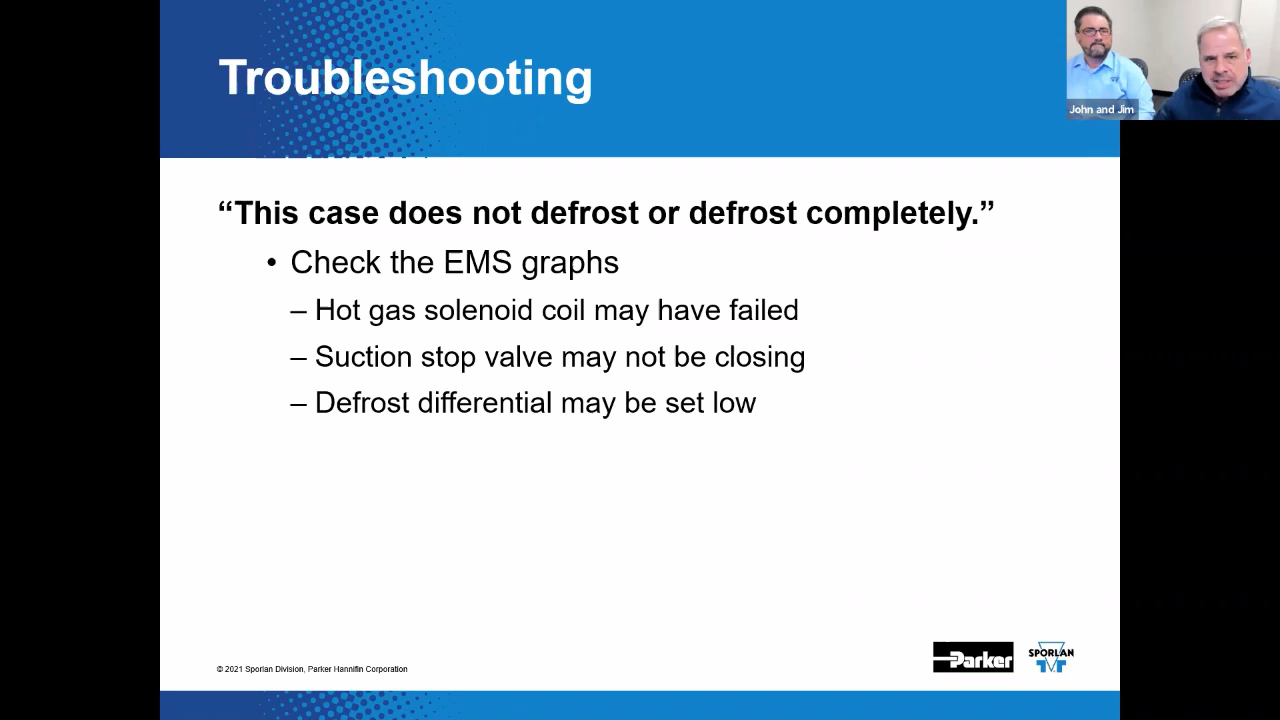 Troubleshooting
John and Jim
“This case does not defrost or defrost completely.”
• Check the EMS graphs
– Hot gas solenoid coil may have failed
– Suction stop valve may not be closing
– Defrost differential may be set low
© 2021 Sporlan Division, Parker Hannifin Corporation
Parker
SPORLAN